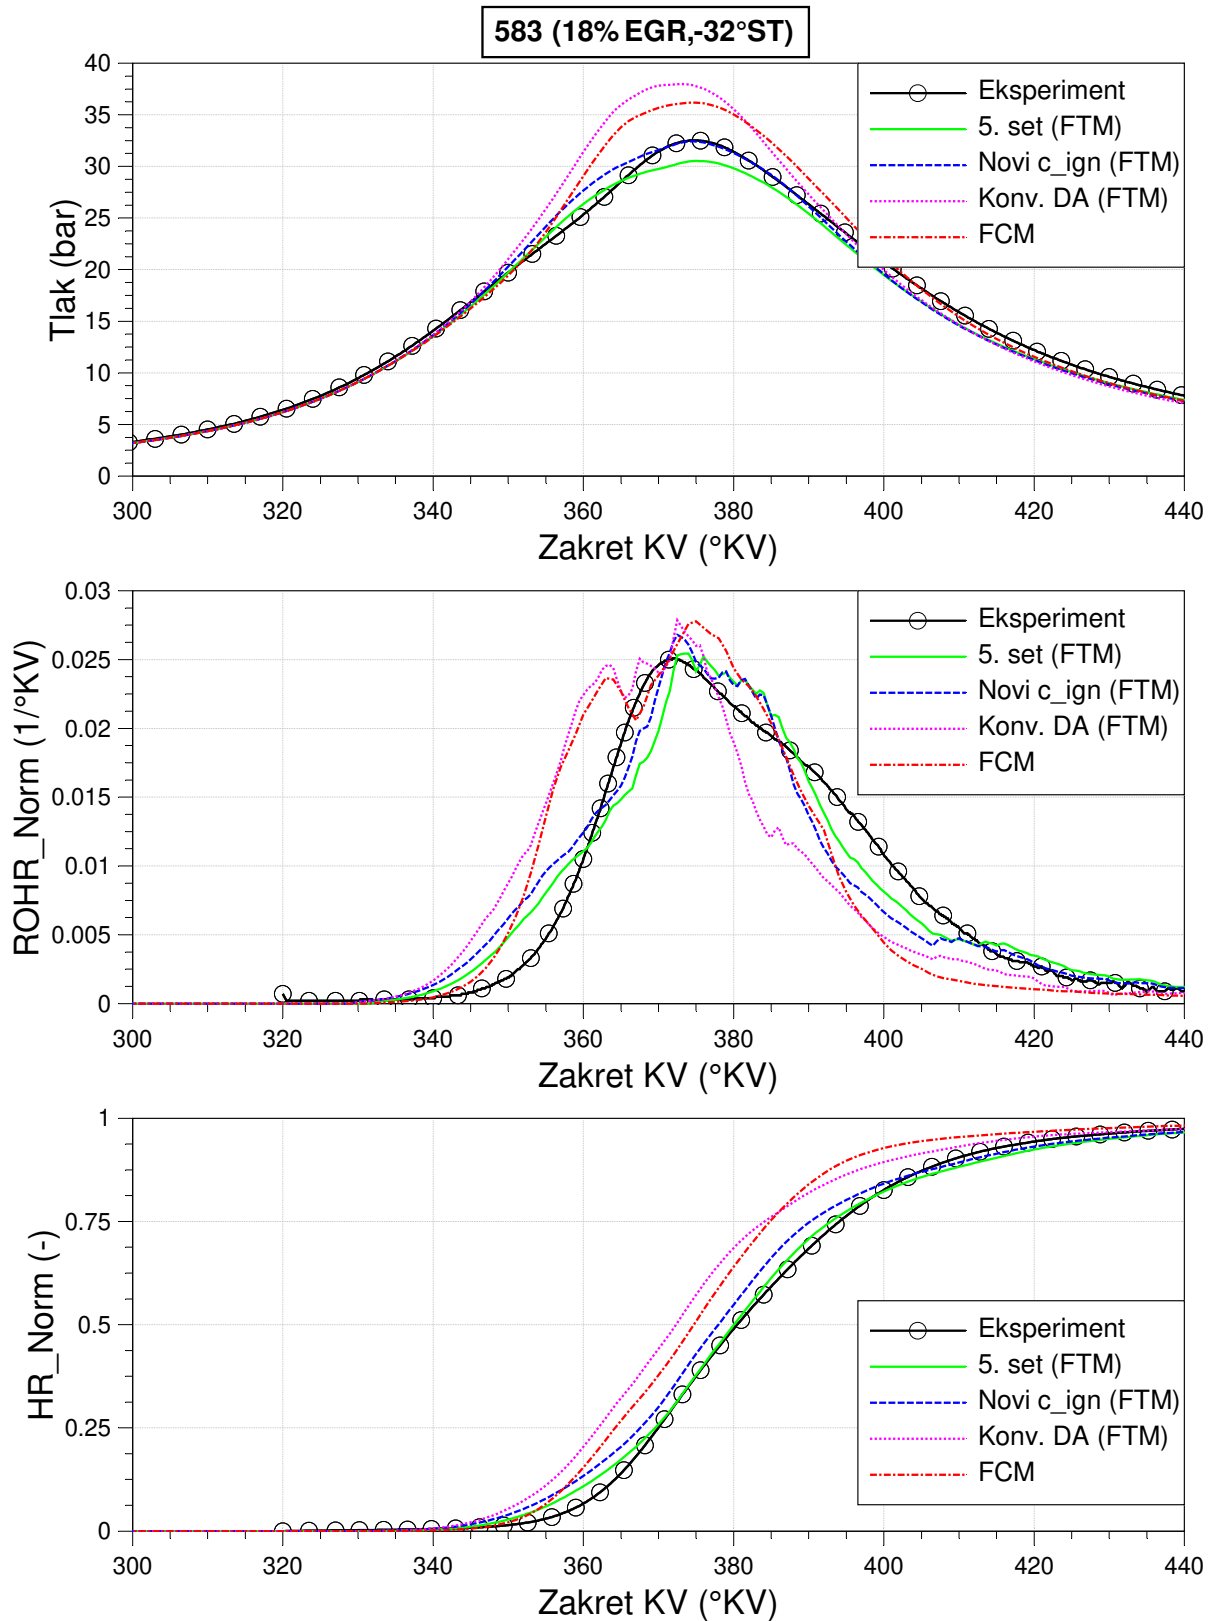 583 (18% EGR,-32°ST)
40
35
30
25
20
15
10
5
0
Tlak (bar)
Eksperiment
5. set (FTM)
Novi c_ign (FTM)
Konv. DA (FTM)
FCM
300 320 340 360 380 400 420 440
Zakret KV (°KV)
0.03
0.025
0.02
0.015
0.01
0.005
0
ROHR_Norm (1/°KV)
Eksperiment
5. set (FTM)
Novi c_ign (FTM)
Konv. DA (FTM)
FCM
300 320 340 360 380 400 420 440
Zakret KV (°KV)
1
0.75
0.5
0.25
0
HR_Norm (-)
Eksperiment
5. set (FTM)
Novi c_ign (FTM)
Konv. DA (FTM)
FCM
300 320 340 360 380 400 420 440
Zakret KV (°KV)